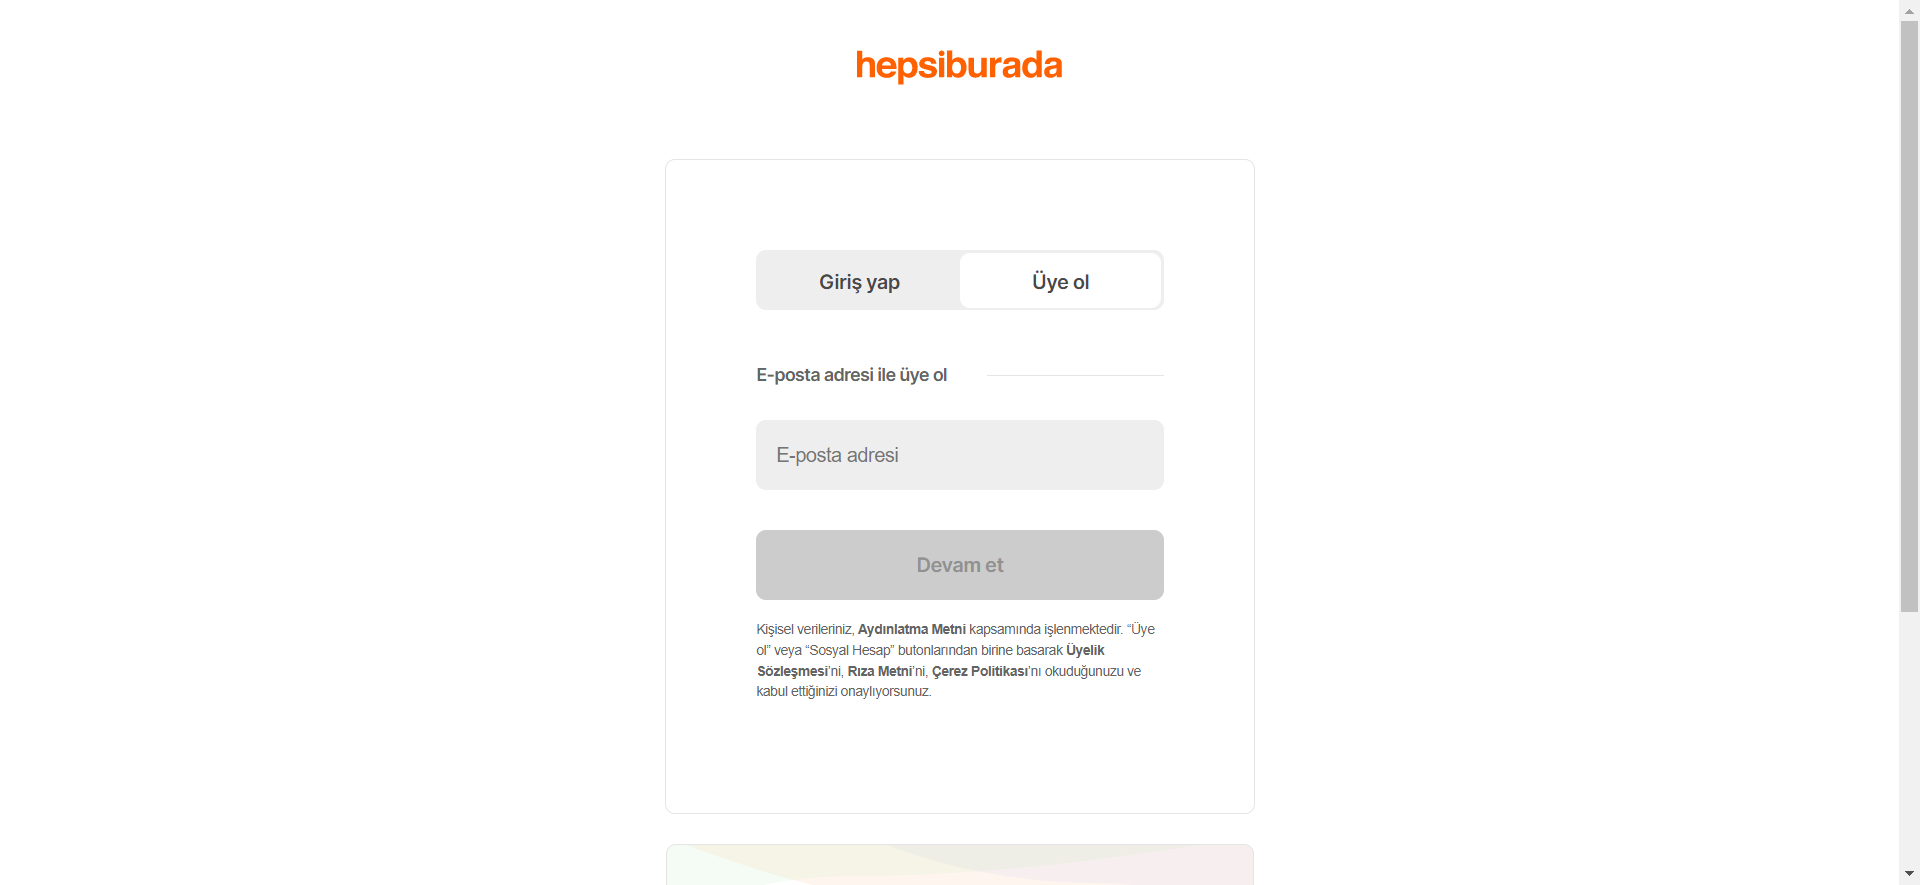 hepsiburada
Giriş yap
Üye ol
E-posta adresi ile üye ol
E-posta adresi
Devam et
Kişisel verileriniz, Aydınlatma Metni kapsamında işlenmektedir. “Üye
ol” veya “Sosyal Hesap” butonlarından birine basarak Üyelik
Sözleşmesi’ni, Rıza Metni’ni, Çerez Politikası’nı okuduğunuzu ve
kabul ettiğinizi onaylıyorsunuz.